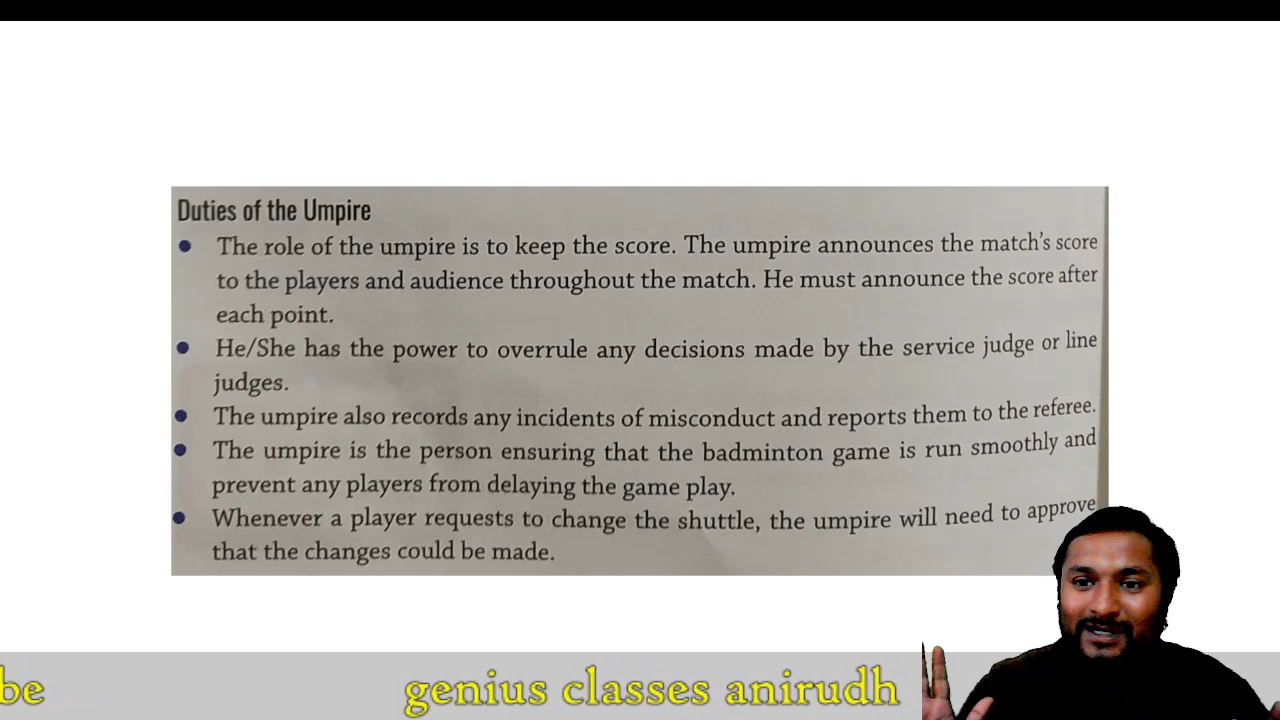 Duties of the Umpire
The role of the umpire is to keep the score. The umpire announces the match's score
to the players and audience throughout the match. He must announce the score after
each point.
He/She has the power to overrule any decisions made by the service judge or line
judges.
The umpire also records any incidents of misconduct and reports them to the referee.
The umpire is the person ensuring that the badminton game is run smoothly and
prevent any players from delaying the game play.
Whenever a player requests to change the shuttle, the umpire will need to approve
that the changes could be made.
be genius classes anirudh